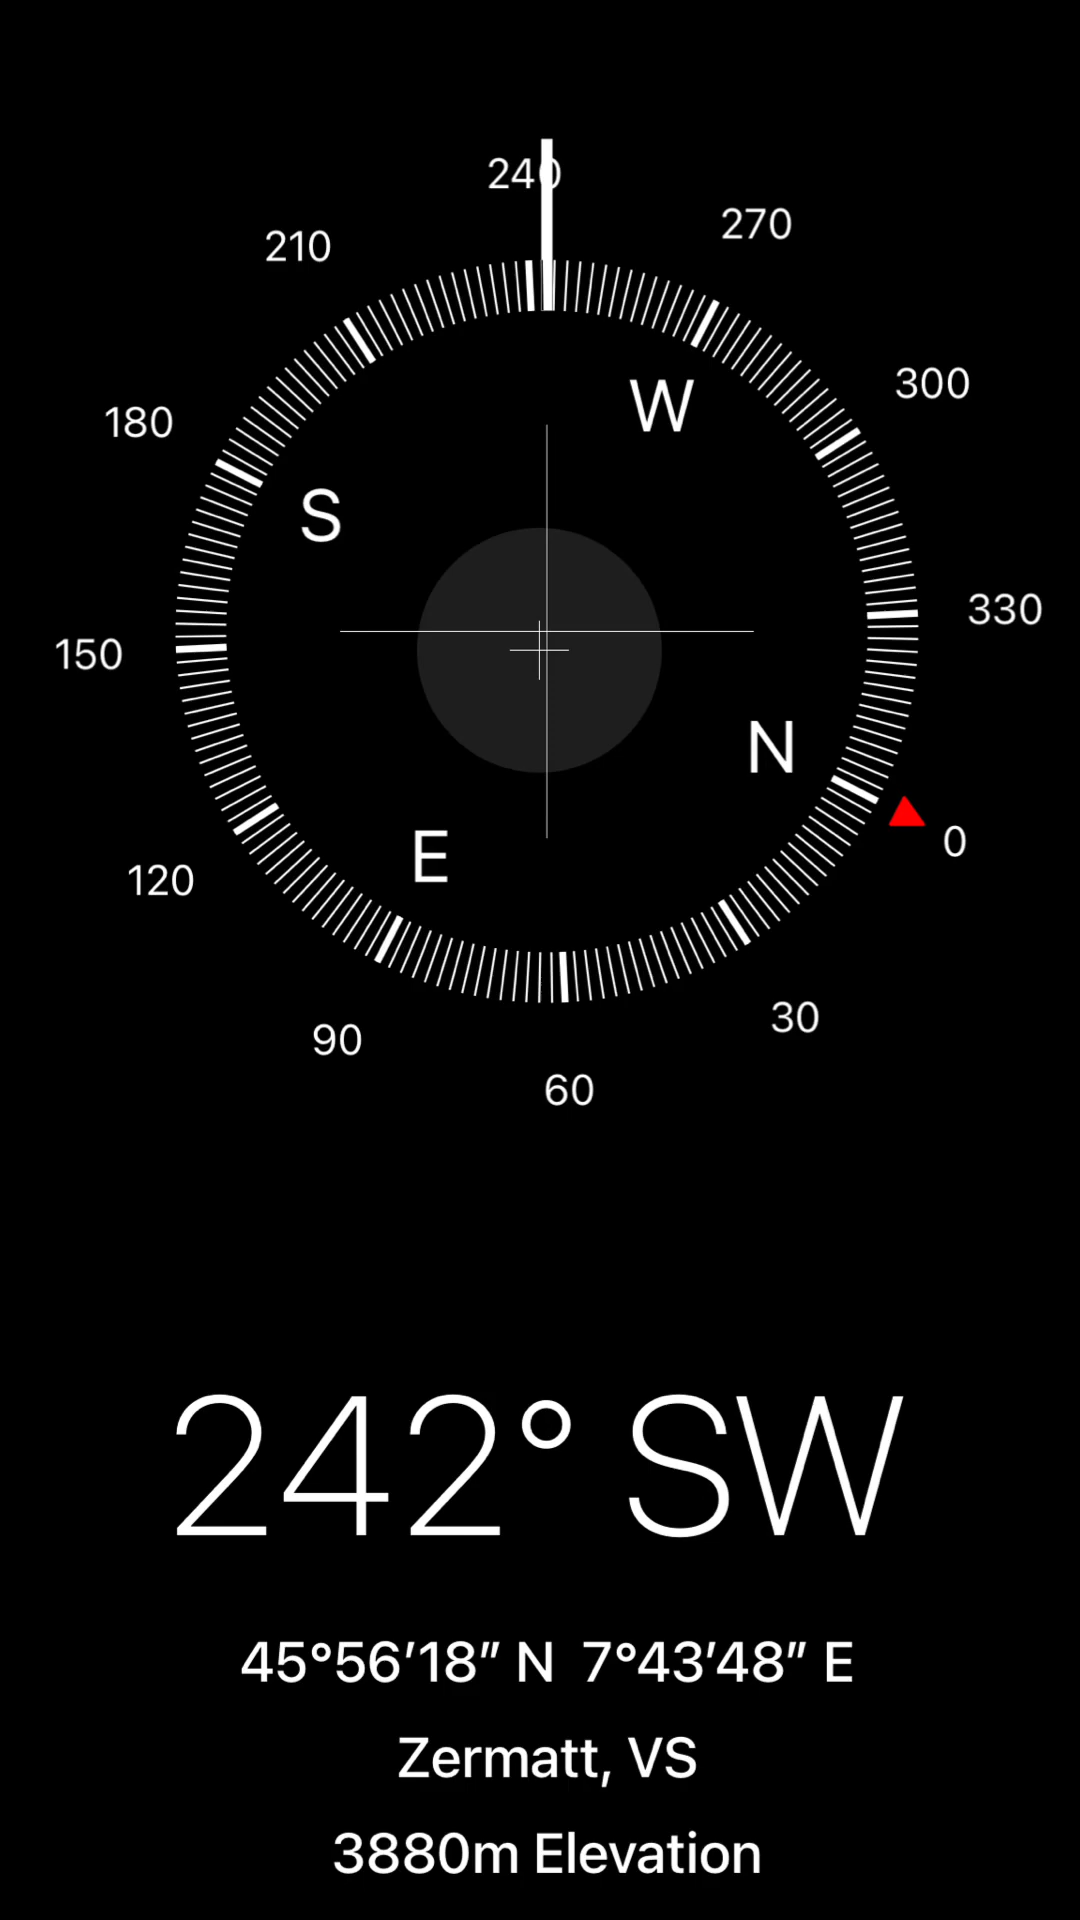 240
210
270
180
300
W
S
150
330
N
0
E
120
30
90
60
242° SW
45°56′18″ N 7°43′48″ E
Zermatt, VS
3880m Elevation